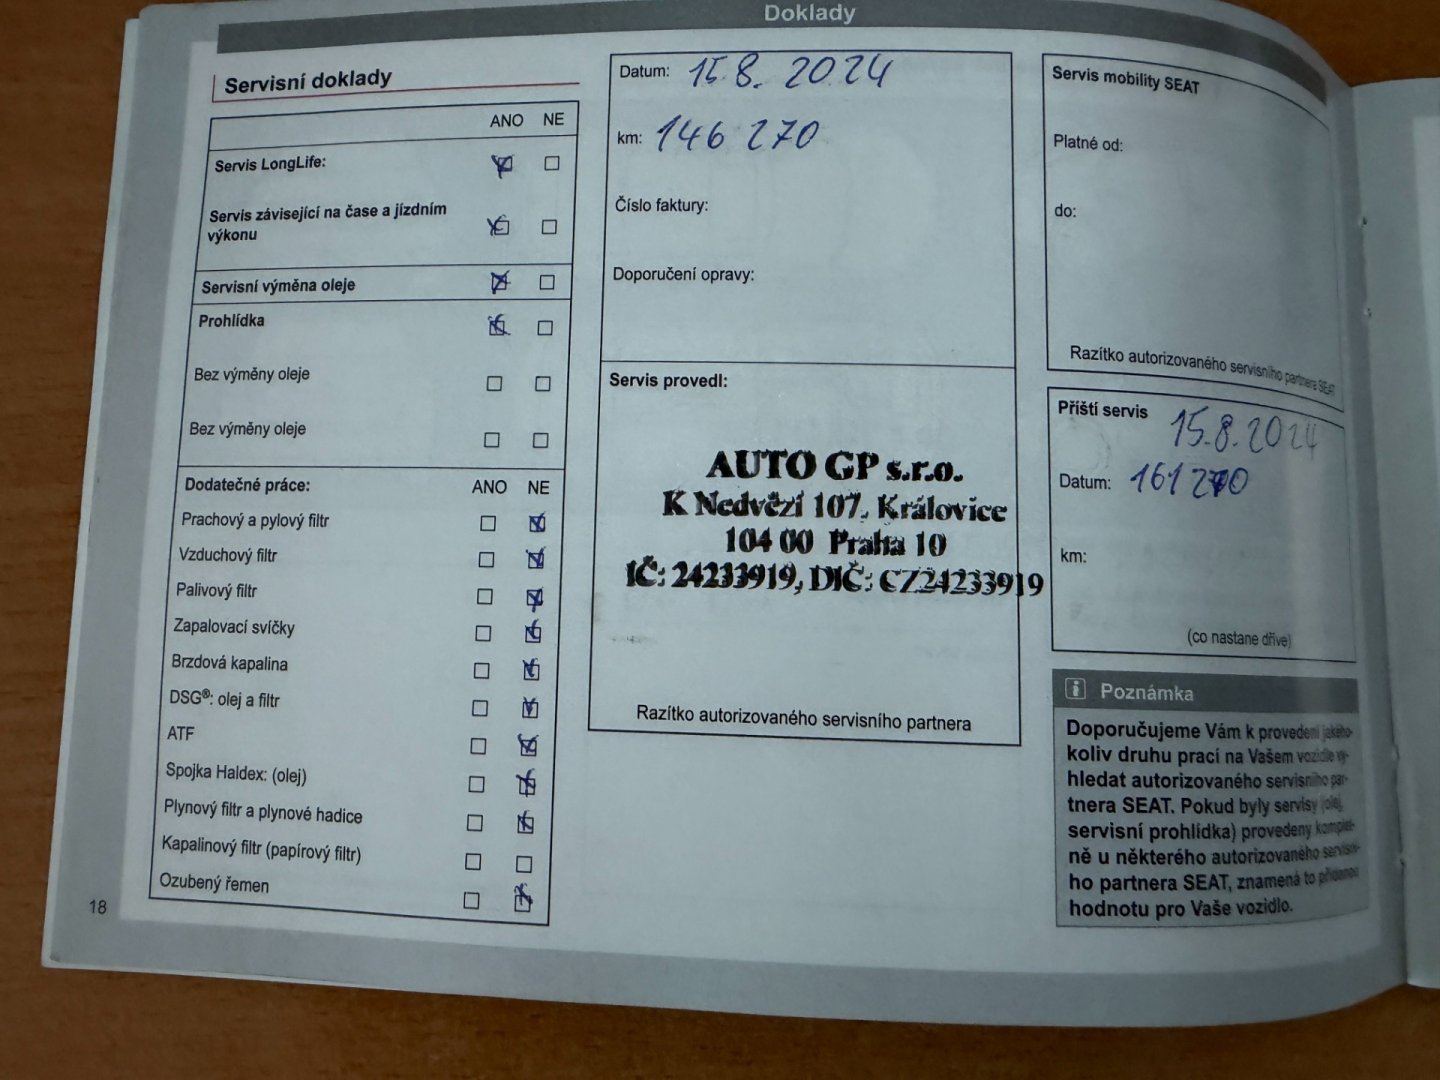 Doklady
Servisní doklady
ANO NE
Servis LongLife:
Servis závisející na čase a jízdním
výkonu
Servisní výměna oleje
Prohlídka
Bez výměny oleje
Bez výměny oleje
Dodatečné práce: ANO NE
Prachový a pylový filtr
Vzduchový filtr
Palivový filtr
Zapalovací svíčky
Brzdová kapalina
DSG®: olej a filtr
ATF
Spojka Haldex: (olej)
Plynový filtr a plynové hadice
Kapalinový filtr (papírový filtr)
Ozubený řemen
18
Datum: 15.8. 2024
km: 146 270
Číslo faktury:
Doporučení opravy:
Servis provedl:
AUTO GP s.r.o.
K Nedvězí 107, Královice
104 00 Praha 10
IČ: 24233919, DIČ: CZ24233919
Razítko autorizovaného servisního partnera
Servis mobility SEAT
Platné od:
do:
Razítko autorizovaného servisního partnera SEAT
Příští servis 15.8.2024
Datum: 161 270
km:
(co nastane dříve)
Poznámka
Doporučujeme Vám k provedení jakého-
koliv druhu prací na Vašem vozidle vy-
hledat autorizovaného servisního par-
tnera SEAT. Pokud byly servisy (olej,
servisní prohlídka) provedeny komplet-
ně u některého autorizovaného servisní-
ho partnera SEAT, znamená to přidanou
hodnotu pro Vaše vozidlo.